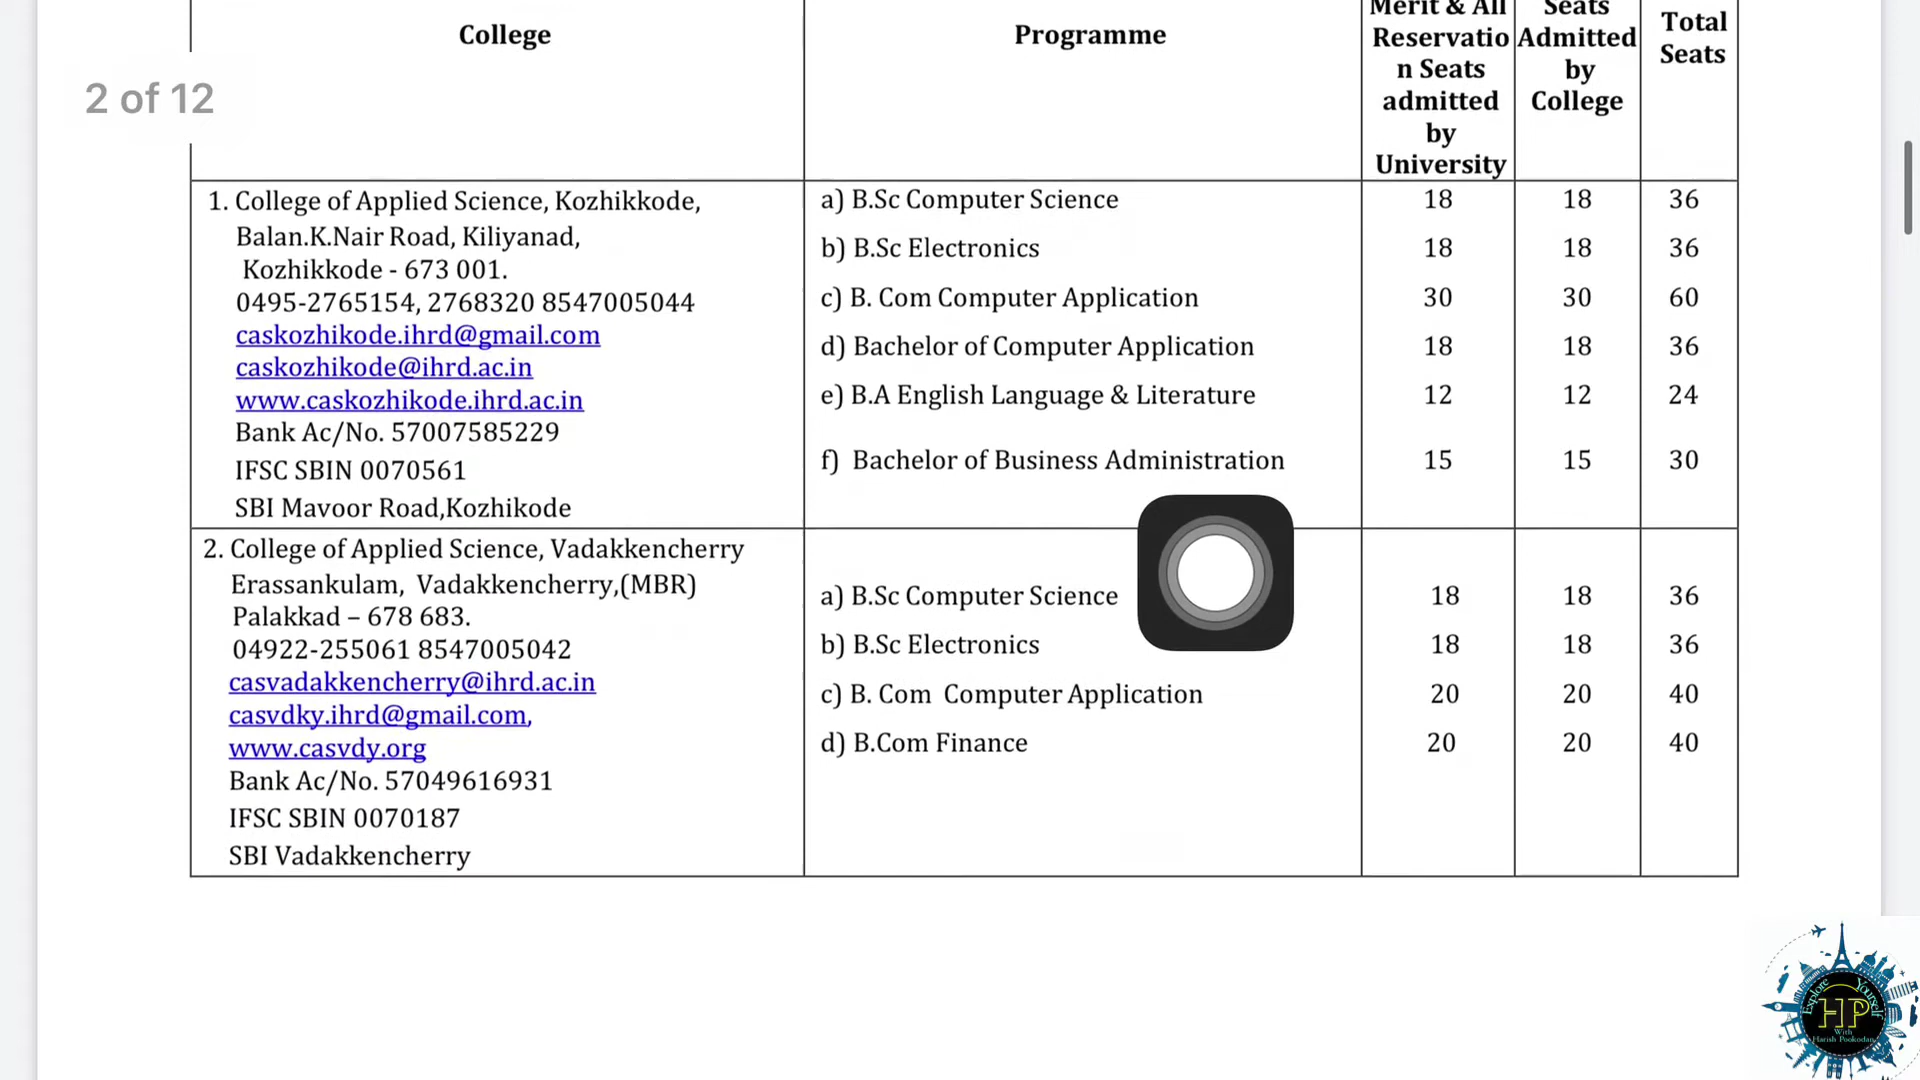 College
Programme
Merit & All
Reservatio
n Seats
admitted
by
University
Seats
Admitted
by
College
Total
Seats
2 of 12
1. College of Applied Science, Kozhikkode,
Balan.K.Nair Road, Kiliyanad,
Kozhikkode - 673 001.
0495-2765154, 2768320 8547005044
caskozhikode.ihrd@gmail.com
caskozhikode@ihrd.ac.in
www.caskozhikode.ihrd.ac.in
Bank Ac/No. 57007585229
IFSC SBIN 0070561
SBI Mavoor Road,Kozhikode
a) B.Sc Computer Science 18 18 36
b) B.Sc Electronics 18 18 36
c) B. Com Computer Application 30 30 60
d) Bachelor of Computer Application 18 18 36
e) B.A English Language & Literature 12 12 24
f) Bachelor of Business Administration 15 15 30
2. College of Applied Science, Vadakkencherry
Erassankulam, Vadakkencherry,(MBR)
Palakkad – 678 683.
04922-255061 8547005042
casvadakkencherry@ihrd.ac.in
casvdky.ihrd@gmail.com,
www.casvdy.org
Bank Ac/No. 57049616931
IFSC SBIN 0070187
SBI Vadakkencherry
a) B.Sc Computer Science 18 18 36
b) B.Sc Electronics 18 18 36
c) B. Com Computer Application 20 20 40
d) B.Com Finance 20 20 40
Explore Yourself
HP
With
Harish Pookodan